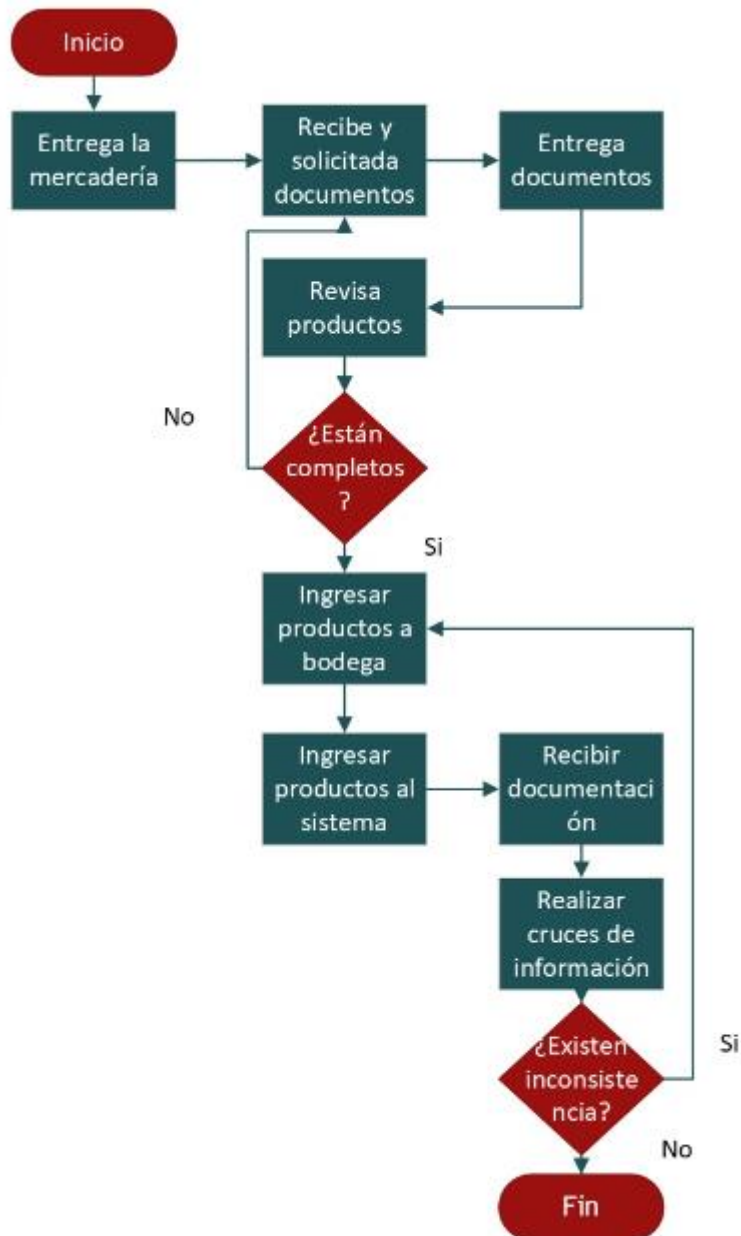 Inicio
Entrega la
mercadería
Recibe y
solicitada
documentos
Entrega
documentos
Revisa
productos
No
¿Están
completos
?
Si
Ingresar
productos a
bodega
Ingresar
productos al
sistema
Recibir
documentaci
ón
Realizar
cruces de
información
¿Existen
inconsiste
ncia?
Si
No
Fin